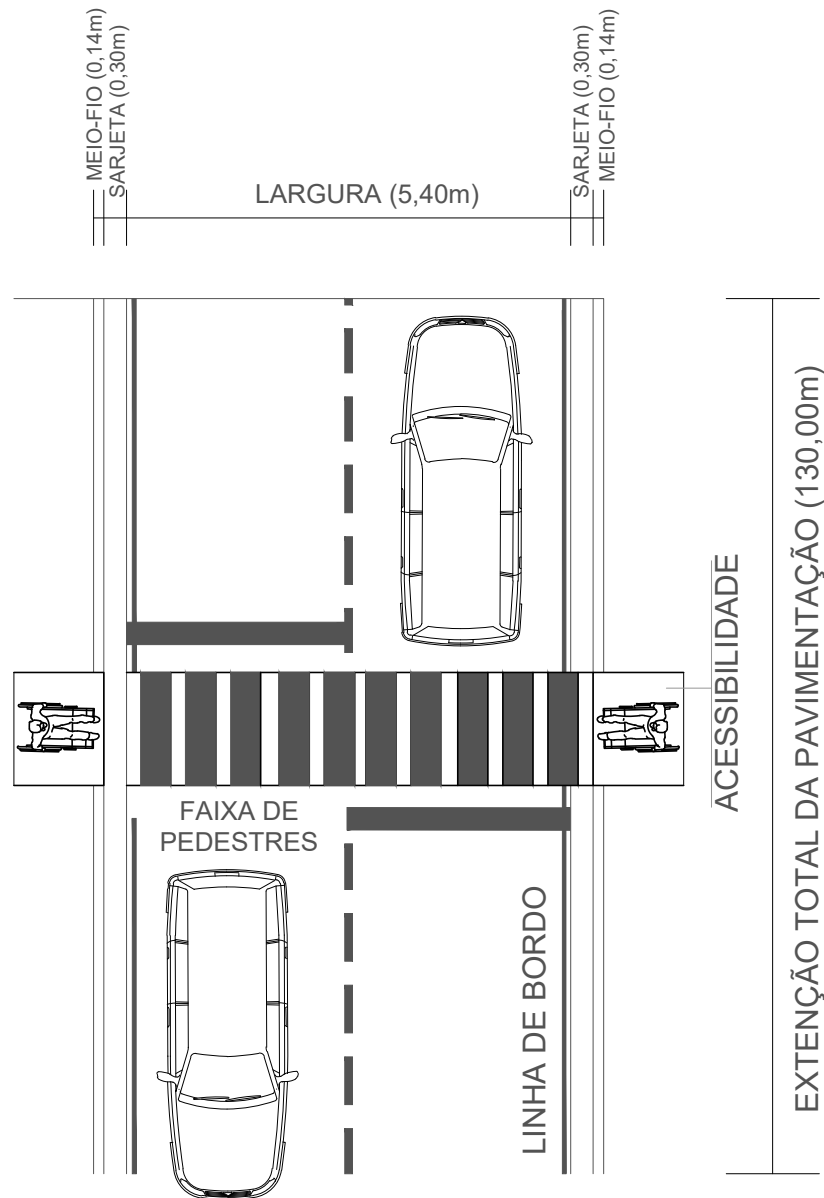 MEIO-FIO (0,14m)
SARJETA (0,30m)
LARGURA (5,40m)
SARJETA (0,30m)
MEIO-FIO (0,14m)
ACESSIBILIDADE
EXTENÇÃO TOTAL DA PAVIMENTAÇÃO (130,00m)
FAIXA DE
PEDESTRES
LINHA DE BORDO